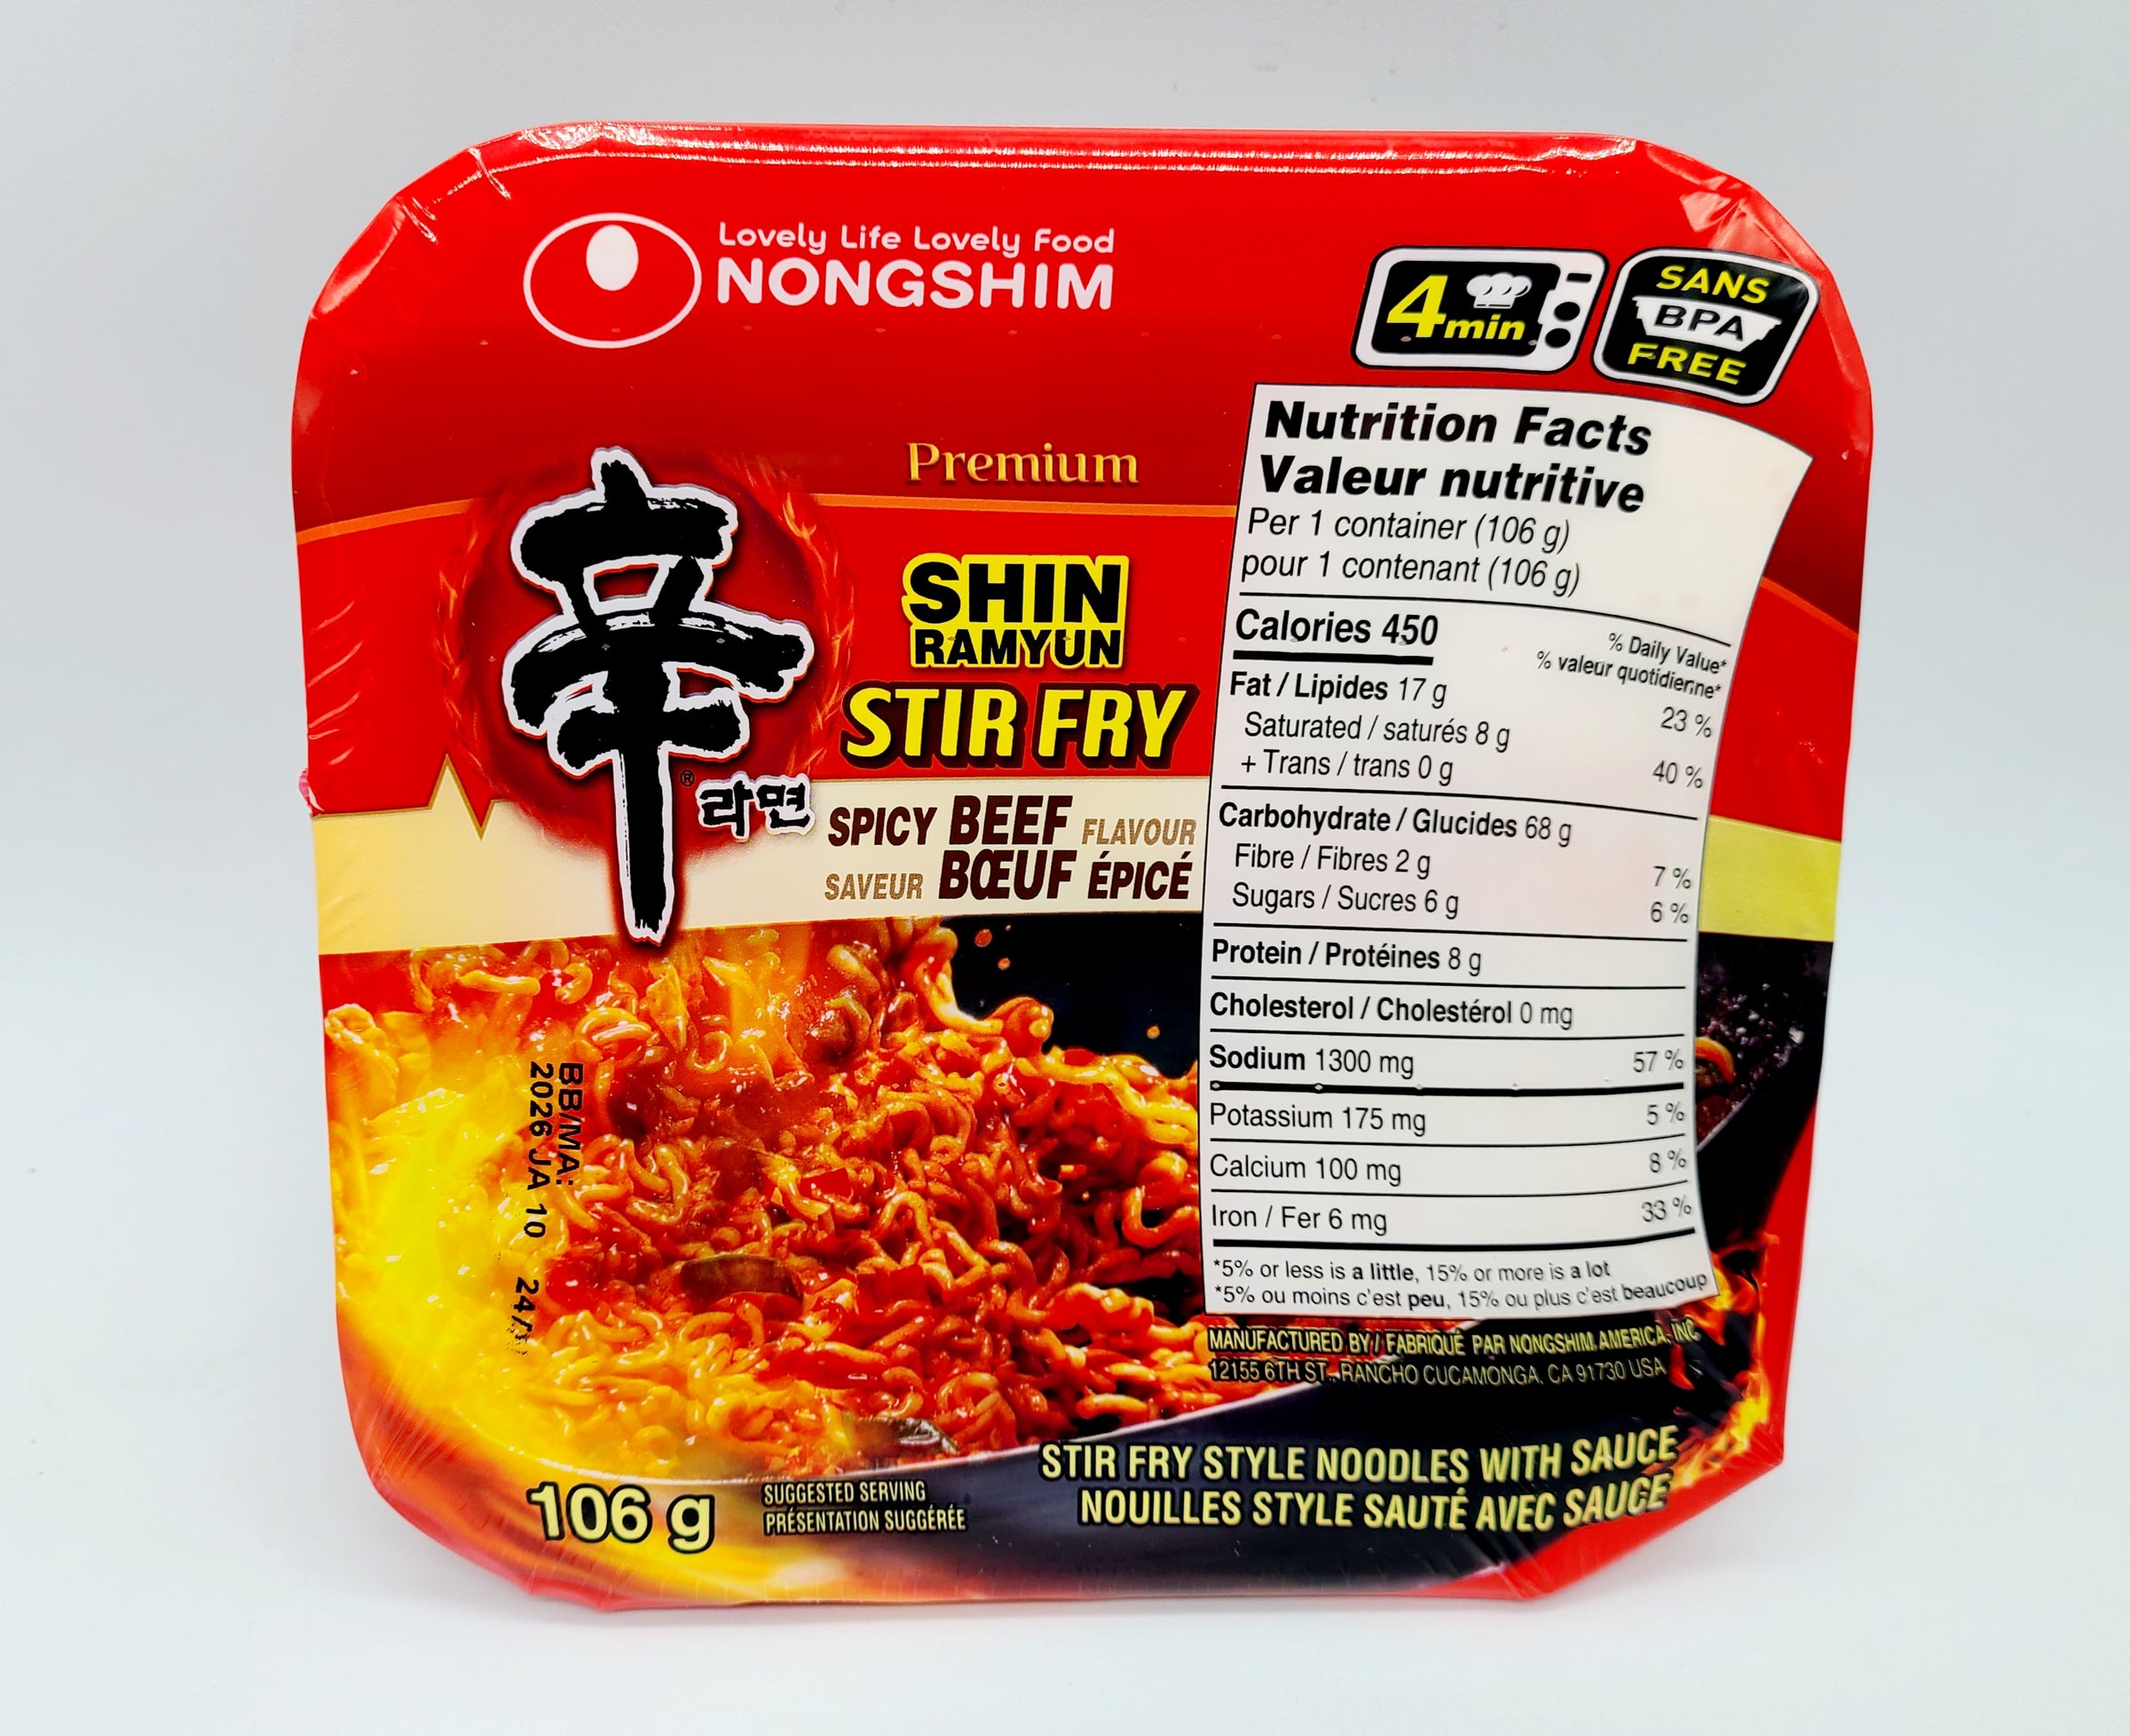 Lovely Life Lovely Food
NONGSHIM
4min
SANS
BPA
FREE
Premium
辛
라면
®
SHIN
RAMYUN
STIR FRY
SPICY BEEF FLAVOUR
SAVEUR BŒUF ÉPICÉ
Nutrition Facts
Valeur nutritive
Per 1 container (106 g)
pour 1 contenant (106 g)
Calories 450
% Daily Value*
% valeur quotidienne*
Fat / Lipides 17 g 23 %
Saturated / saturés 8 g
+ Trans / trans 0 g 40 %
Carbohydrate / Glucides 68 g
Fibre / Fibres 2 g 7 %
Sugars / Sucres 6 g 6 %
Protein / Protéines 8 g
Cholesterol / Cholestérol 0 mg
Sodium 1300 mg 57 %
Potassium 175 mg 5 %
Calcium 100 mg 8 %
Iron / Fer 6 mg 33 %
*5% or less is a little, 15% or more is a lot
*5% ou moins c'est peu, 15% ou plus c'est beaucoup
MANUFACTURED BY / FABRIQUÉ PAR NONGSHIM AMERICA, INC.
12155 6TH ST., RANCHO CUCAMONGA, CA 91730 USA
BB/MA:
2026 JA 10
STIR FRY STYLE NOODLES WITH SAUCE
NOUILLES STYLE SAUTÉ AVEC SAUCE
106 g
SUGGESTED SERVING
PRÉSENTATION SUGGÉRÉE